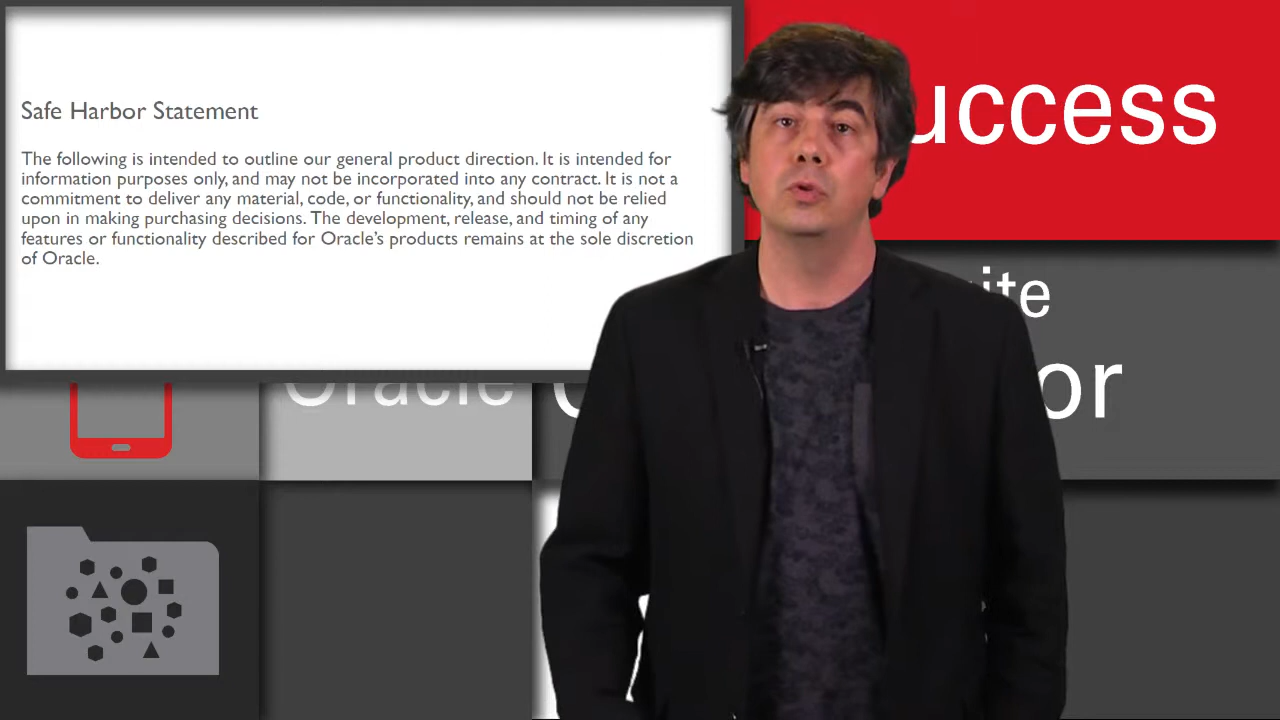 Safe Harbor Statement
The following is intended to outline our general product direction. It is intended for
information purposes only, and may not be incorporated into any contract. It is not a
commitment to deliver any material, code, or functionality, and should not be relied
upon in making purchasing decisions. The development, release, and timing of any
features or functionality described for Oracle's products remains at the sole discretion
of Oracle.
uccess
ite
Oracle
or